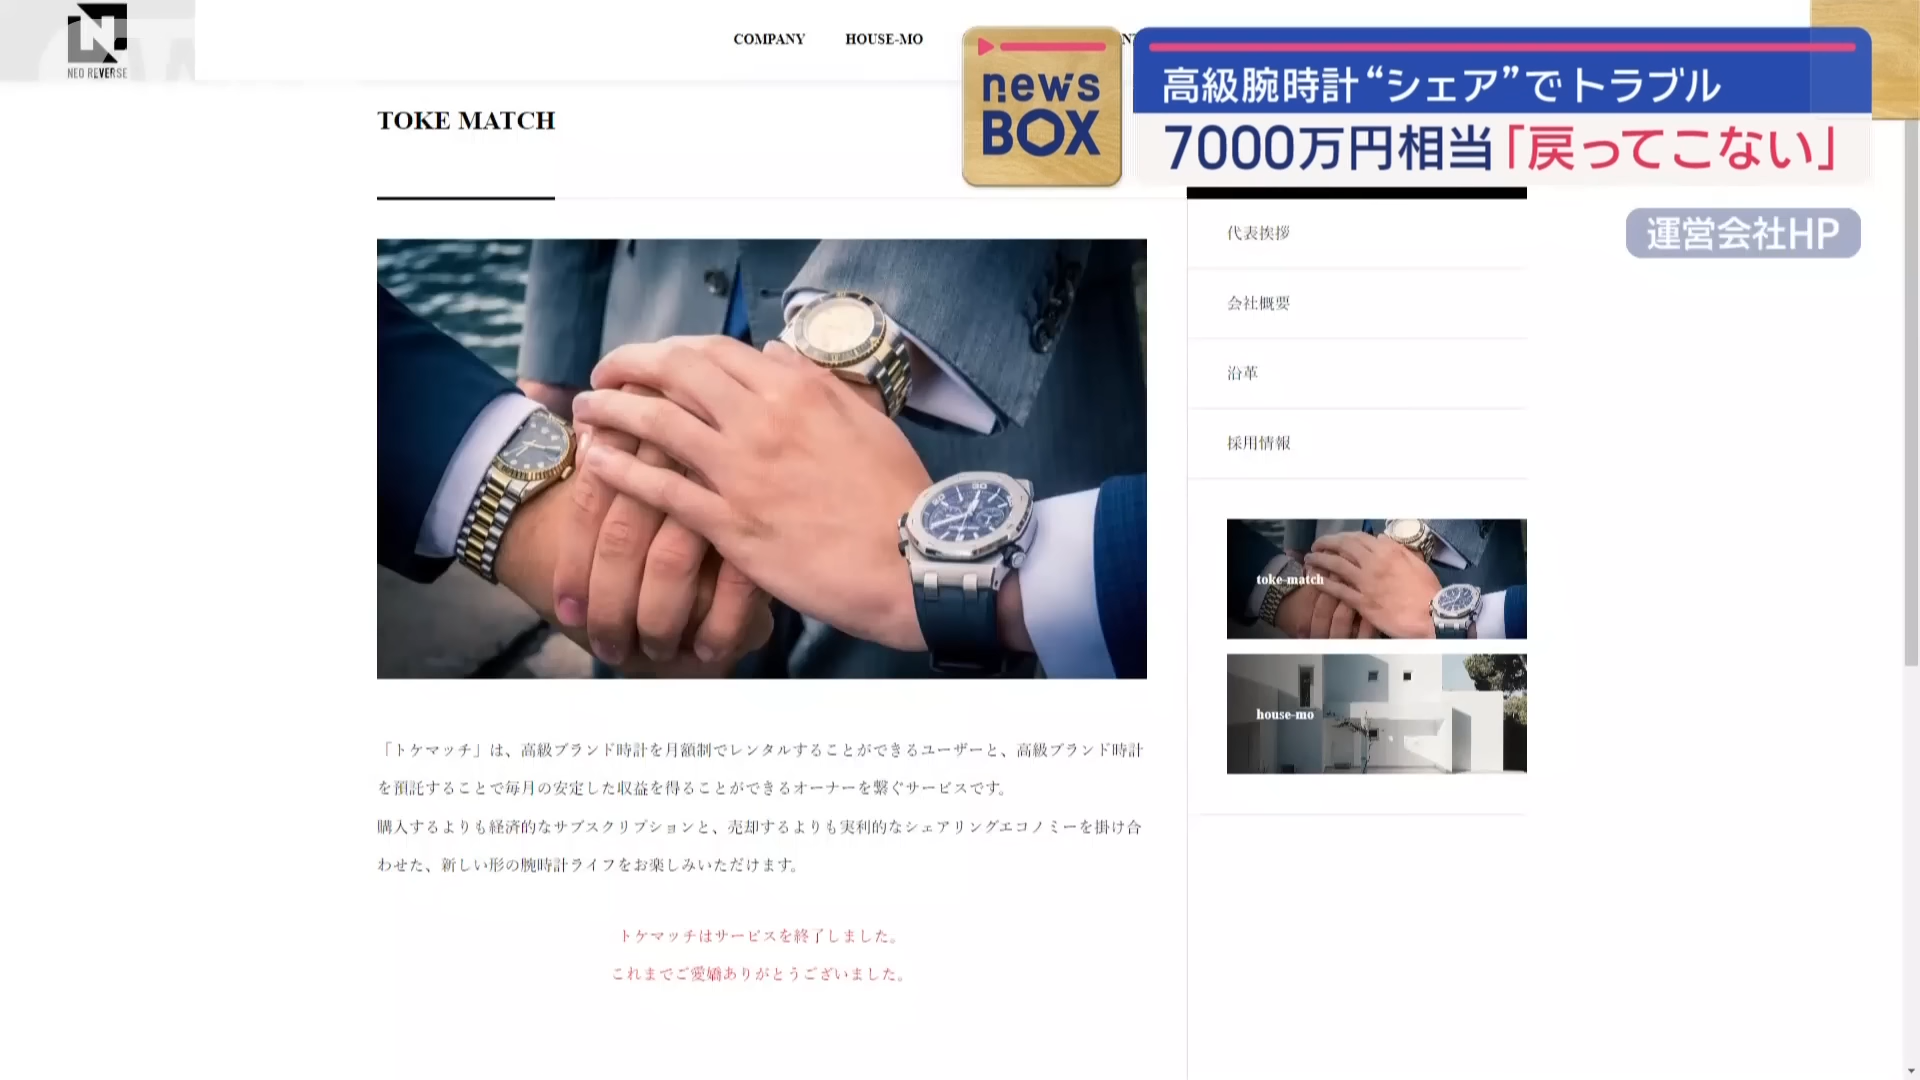 NEO REVERSE
COMPANY
HOUSE-MO
news
BOX
高級腕時計“シェア”でトラブル
7000万円相当「戻ってこない」
運営会社HP
TOKE MATCH
代表挨拶
会社概要
沿革
採用情報
toke-match
house-mo
「トケマッチ」は、高級ブランド時計を月額制でレンタルすることができるユーザーと、高級ブランド時計
を預託することで毎月の安定した収益を得ることができるオーナーを繋ぐサービスです。
購入するよりも経済的なサブスクリプションと、売却するよりも実利的なシェアリングエコノミーを掛け合
わせた、新しい形の腕時計ライフをお楽しみいただけます。
トケマッチはサービスを終了しました。
これまでご愛嬌ありがとうございました。